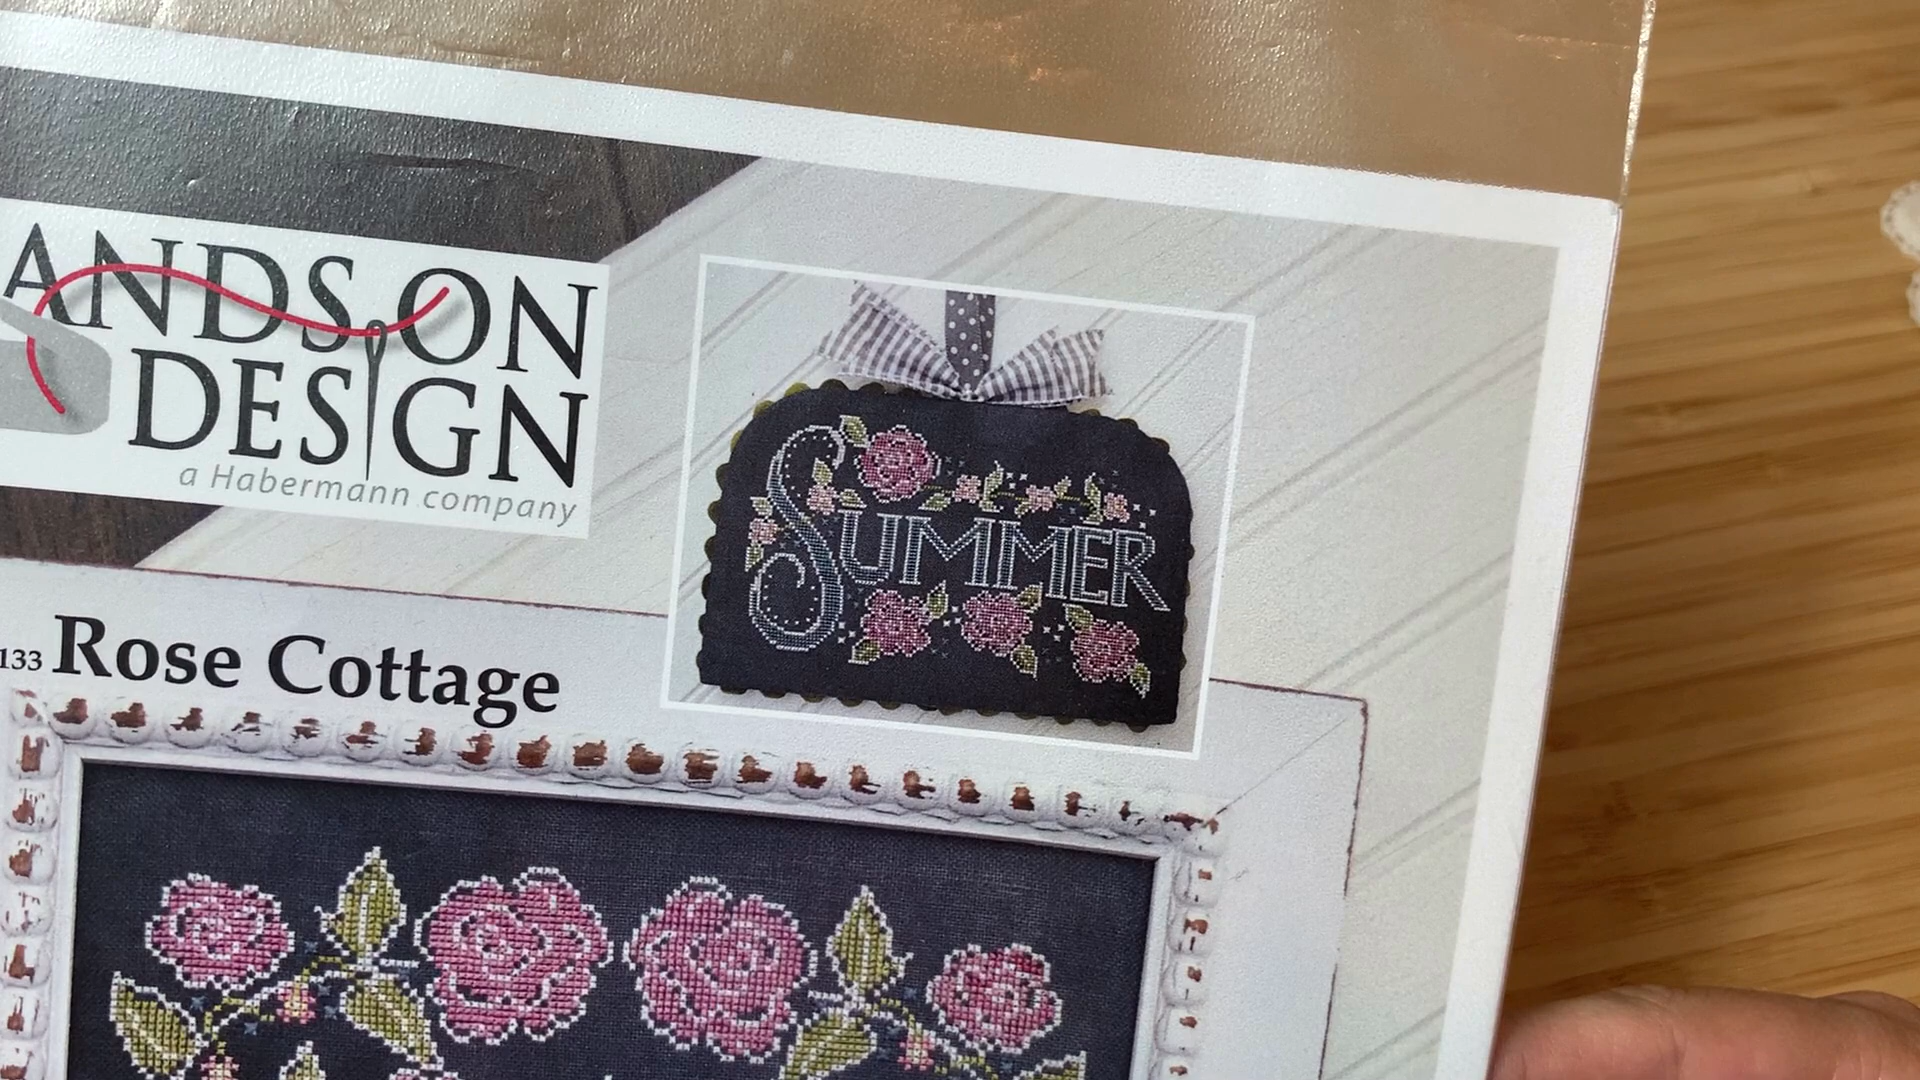 ANDS ON
DESIGN
a Habermann company
SUMMER
133 Rose Cottage